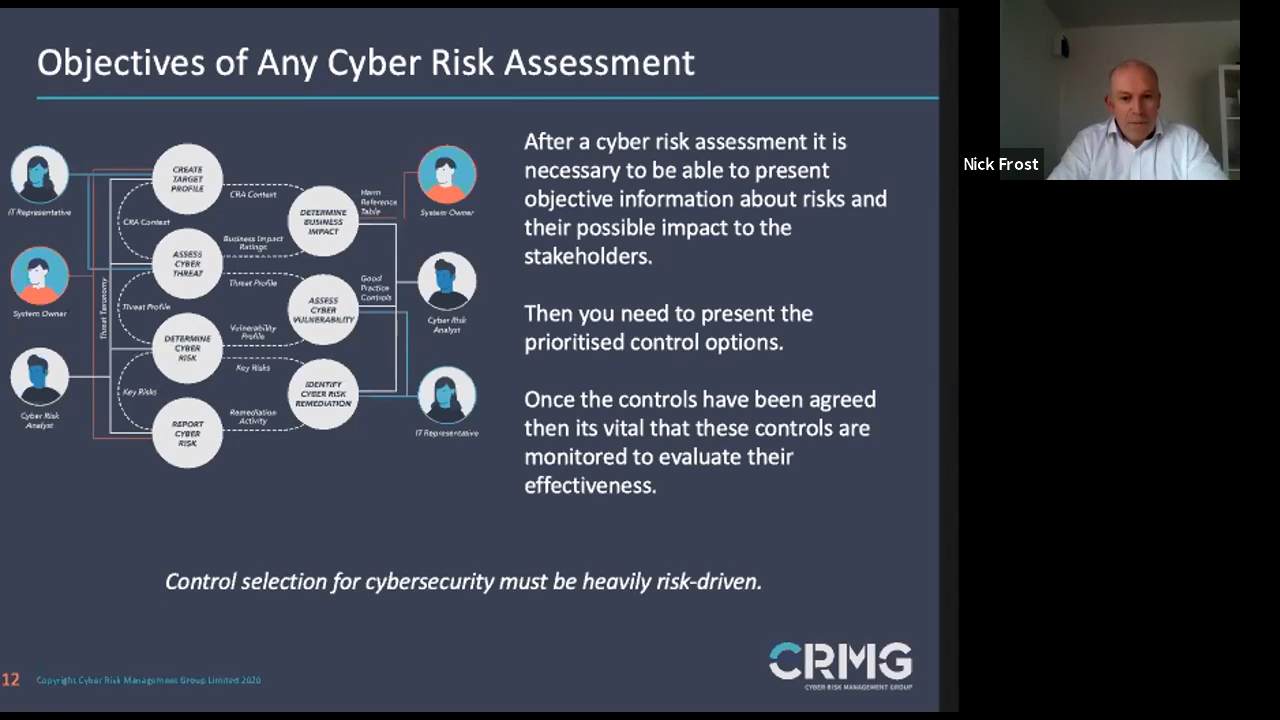 Objectives of Any Cyber Risk Assessment
Nick Frost
After a cyber risk assessment it is
necessary to be able to present
objective information about risks and
their possible impact to the
stakeholders.
Then you need to present the
prioritised control options.
Once the controls have been agreed
then its vital that these controls are
monitored to evaluate their
effectiveness.
IT Representative
System Owner
Cyber Risk
Analyst
Threat Taxonomy
CREATE
TARGET
PROFILE
CRA Context
ASSESS
CYBER
THREAT
Threat Profile
DETERMINE
CYBER
RISK
Key Risks
REPORT
CYBER
RISK
CRA Context
Business Impact
Ratings
Threat Profile
Vulnerability
Profile
Key Risks
Remediation
Activity
DETERMINE
BUSINESS
IMPACT
ASSESS
CYBER
VULNERABILITY
IDENTIFY
CYBER RISK
REMEDIATION
Harm
Reference
Table
Good
Practice
Controls
System Owner
Cyber Risk
Analyst
IT Representative
Control selection for cybersecurity must be heavily risk-driven.
12
Copyright Cyber Risk Management Group Limited 2020
CRMG
CYBER RISK MANAGEMENT GROUP